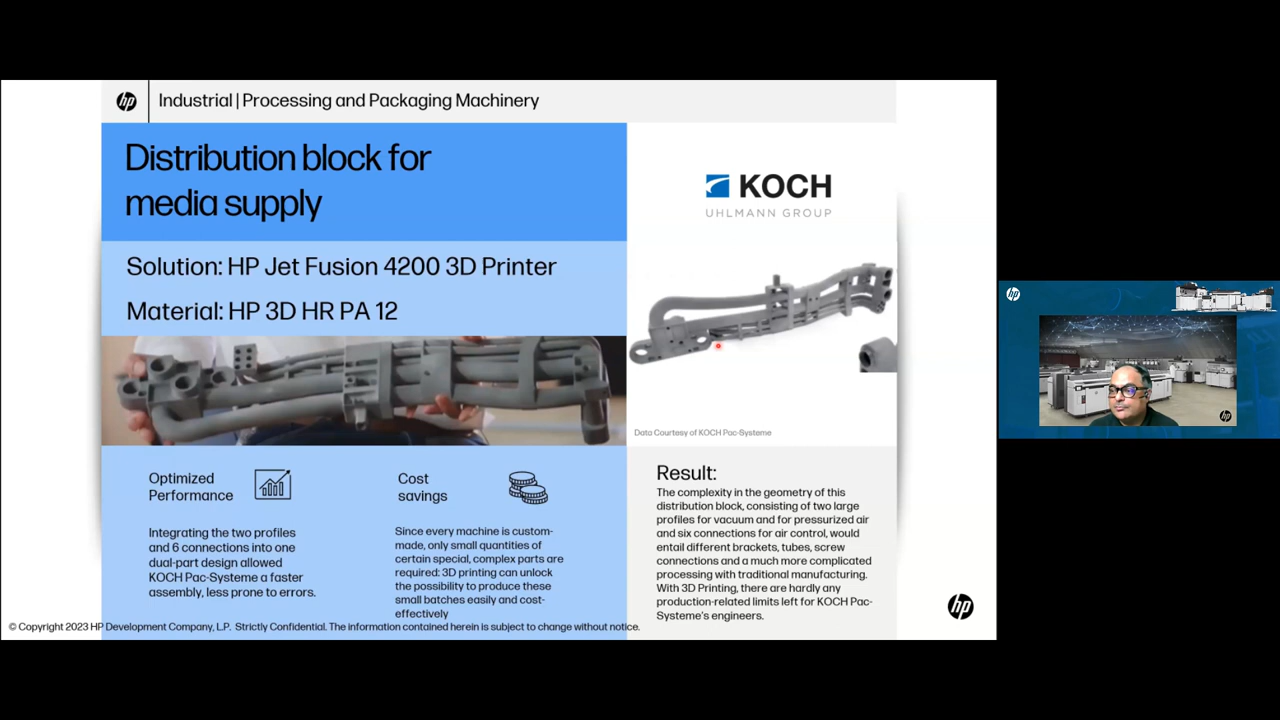 hp
Industrial | Processing and Packaging Machinery
Distribution block for
media supply
Solution: HP Jet Fusion 4200 3D Printer
Material: HP 3D HR PA 12
KOCH
UHLMANN GROUP
Data Courtesy of KOCH Pac-Systeme
Optimized
Performance
Integrating the two profiles
and 6 connections into one
dual-part design allowed
KOCH Pac-Systeme a faster
assembly, less prone to errors.
Cost
savings
Since every machine is custom-
made, only small quantities of
certain special, complex parts are
required: 3D printing can unlock
the possibility to produce these
small batches easily and cost-
effectively
Result:
The complexity in the geometry of this
distribution block, consisting of two large
profiles for vacuum and for pressurized air
and six connections for air control, would
entail different brackets, tubes, screw
connections and a much more complicated
processing with traditional manufacturing.
With 3D Printing, there are hardly any
production-related limits left for KOCH Pac-
Systeme's engineers.
hp
© Copyright 2023 HP Development Company, L.P. Strictly Confidential. The information contained herein is subject to change without notice.
hp
hp